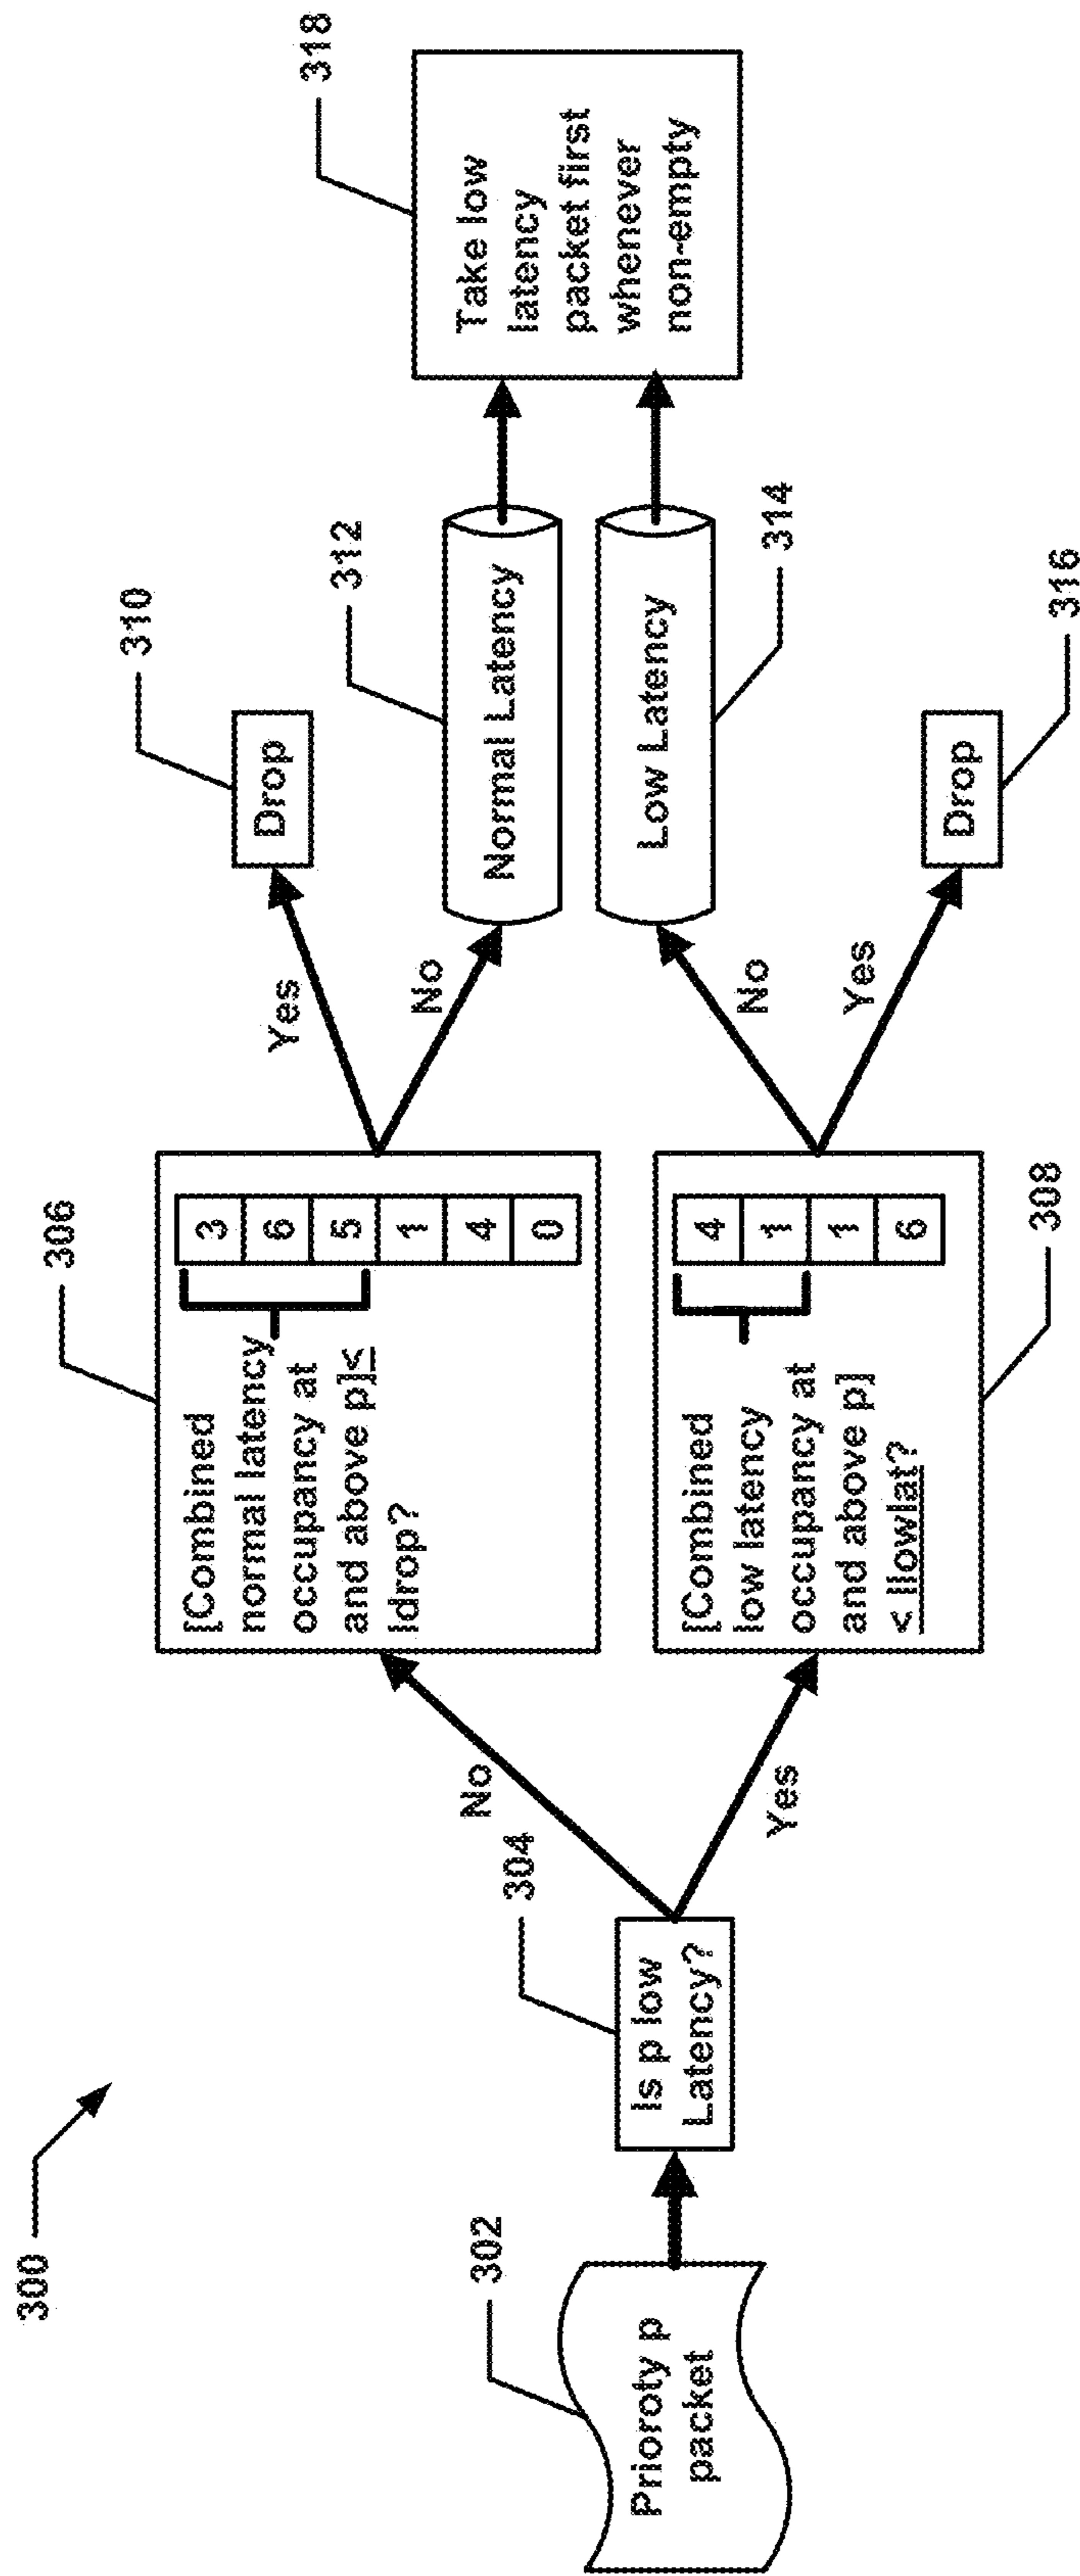 300
302
Prioroty p
packet
304
Is p low
Latency?
No
Yes
306
[Combined
normal latency
occupancy at
and above p]<
ldrop?
3
6
5
1
4
0
308
[Combined
low latency
occupancy at
and above p]
< llowlat?
4
1
1
6
Yes
No
No
Yes
310
Drop
312
Normal Latency
Low Latency
314
Drop
316
318
Take low
latency
packet first
whenever
non-empty